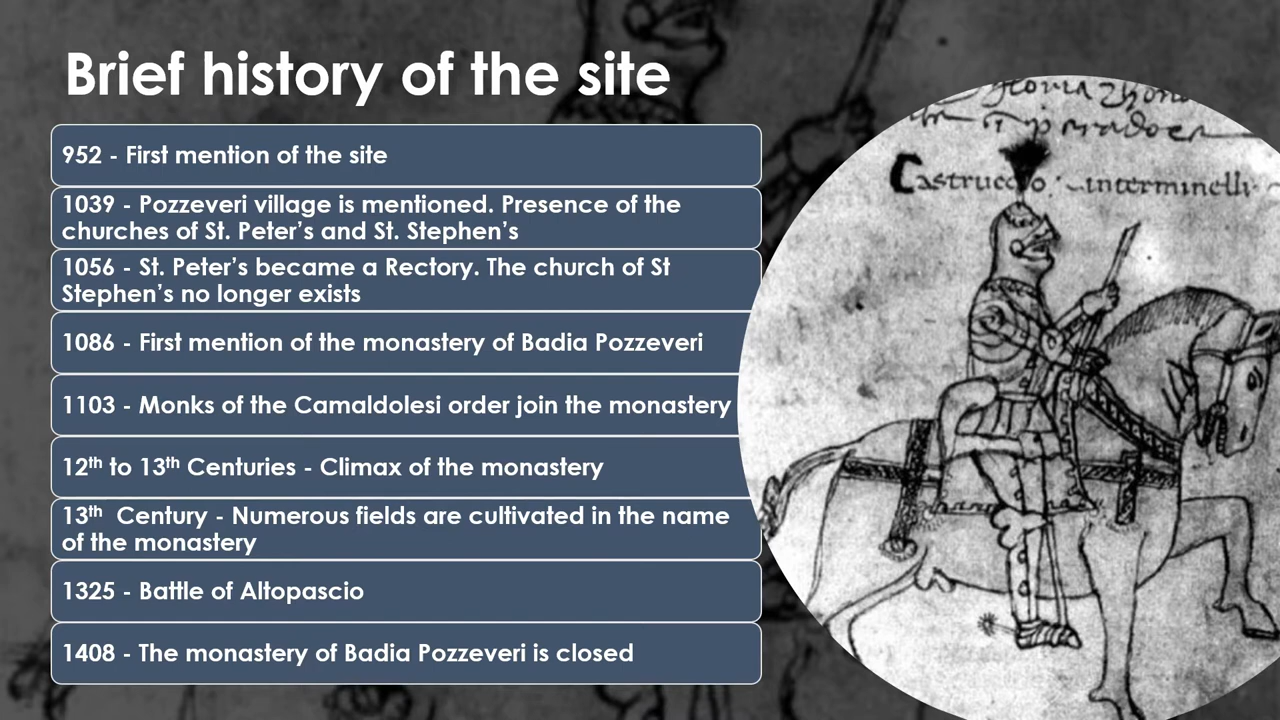 Brief history of the site
952 - First mention of the site
1039 - Pozzeveri village is mentioned. Presence of the
churches of St. Peter’s and St. Stephen’s
1056 - St. Peter’s became a Rectory. The church of St
Stephen’s no longer exists
1086 - First mention of the monastery of Badia Pozzeveri
1103 - Monks of the Camaldolesi order join the monastery
12th to 13th Centuries - Climax of the monastery
13th Century - Numerous fields are cultivated in the name
of the monastery
1325 - Battle of Altopascio
1408 - The monastery of Badia Pozzeveri is closed
Castruccio interminelli